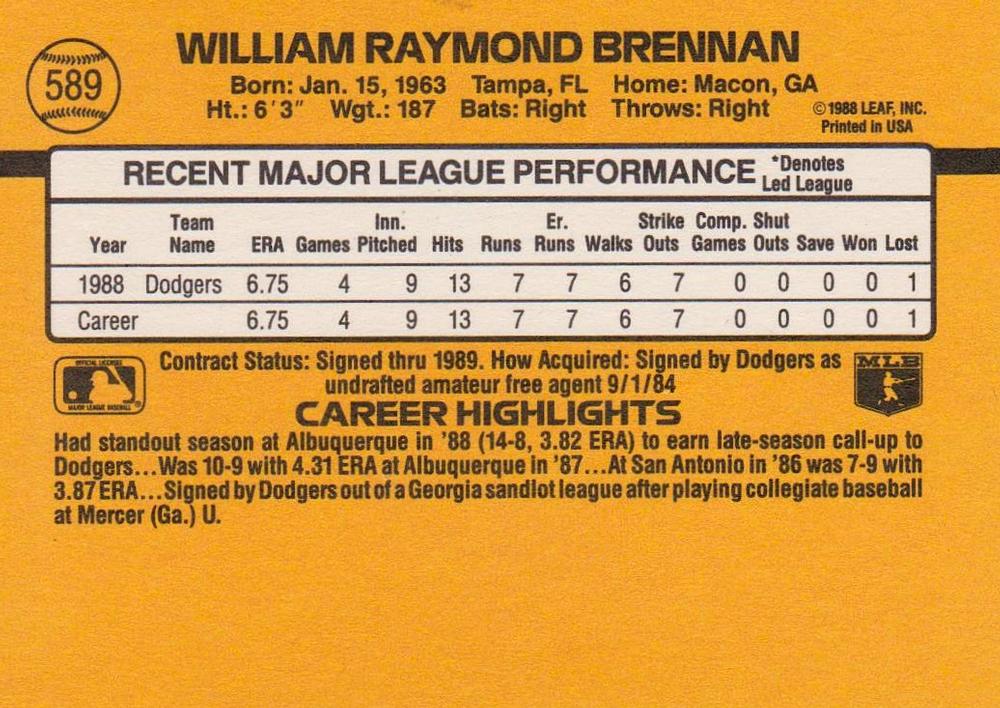 589
WILLIAM RAYMOND BRENNAN
Born: Jan. 15, 1963 Tampa, FL Home: Macon, GA
Ht.: 6'3" Wgt.: 187 Bats: Right Throws: Right
©1988 LEAF, INC.
Printed in USA
RECENT MAJOR LEAGUE PERFORMANCE *Denotes Led League
Year Team Name ERA Games Inn. Pitched Hits Runs Er. Runs Walks Strike Outs Comp. Games Shut Outs Save Won Lost
1988 Dodgers 6.75 4 9 13 7 7 6 7 0 0 0 0 1
Career 6.75 4 9 13 7 7 6 7 0 0 0 0 1
OFFICIAL LICENSEE
MAJOR LEAGUE BASEBALL
®
MLB
Contract Status: Signed thru 1989. How Acquired: Signed by Dodgers as
undrafted amateur free agent 9/1/84
CAREER HIGHLIGHTS
Had standout season at Albuquerque in '88 (14-8, 3.82 ERA) to earn late-season call-up to
Dodgers...Was 10-9 with 4.31 ERA at Albuquerque in '87...At San Antonio in '86 was 7-9 with
3.87 ERA...Signed by Dodgers out of a Georgia sandlot league after playing collegiate baseball
at Mercer (Ga.) U.